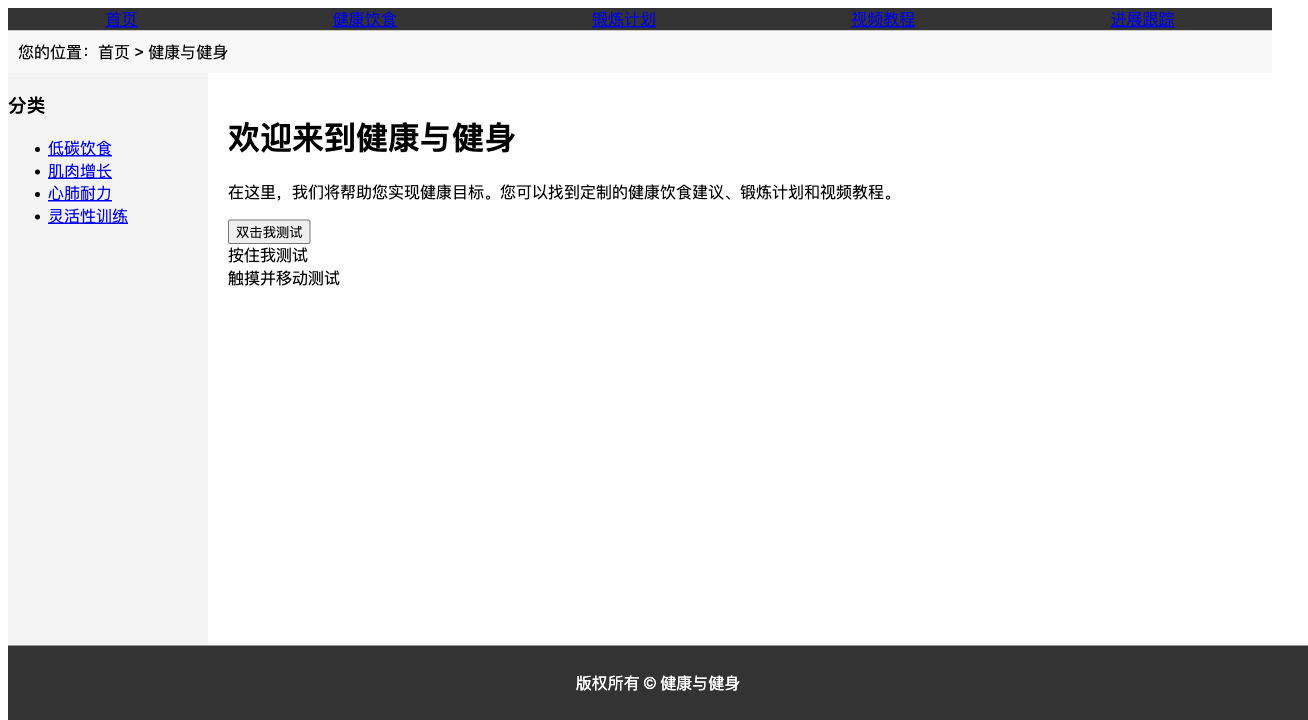 首页 健康饮食 锻炼计划 视频教程 进展跟踪
您的位置：首页 > 健康与健身
分类
低碳饮食
肌肉增长
心肺耐力
灵活性训练
欢迎来到健康与健身
在这里，我们将帮助您实现健康目标。您可以找到定制的健康饮食建议、锻炼计划和视频教程。
双击我测试
按住我测试
触摸并移动测试
版权所有 © 健康与健身